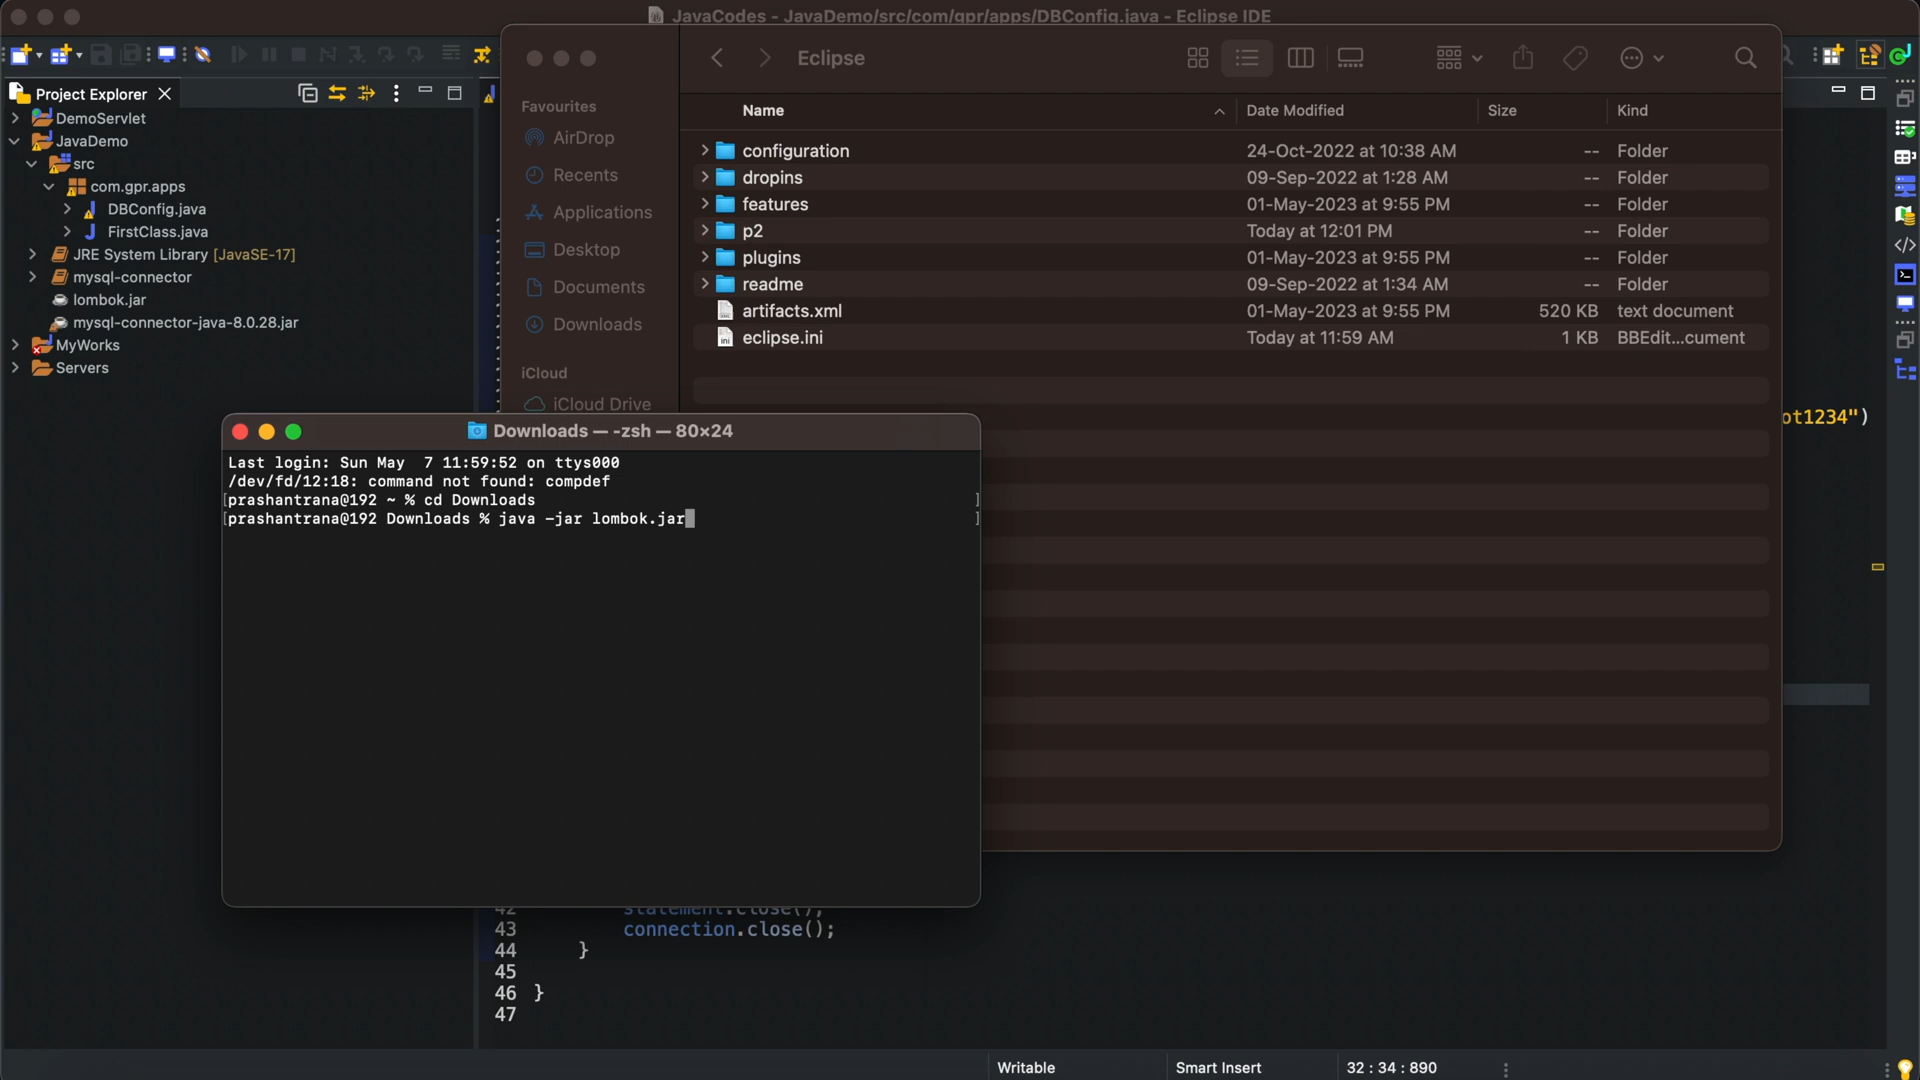 JavaCodes - JavaDemo/src/com/gpr/apps/DBConfig.java - Eclipse IDE
Project Explorer
DemoServlet
JavaDemo
src
com.gpr.apps
DBConfig.java
FirstClass.java
JRE System Library [JavaSE-17]
mysql-connector
lombok.jar
mysql-connector-java-8.0.28.jar
MyWorks
Servers
Eclipse
Favourites
AirDrop
Recents
Applications
Desktop
Documents
Downloads
iCloud
iCloud Drive
Name Date Modified Size Kind
configuration 24-Oct-2022 at 10:38 AM -- Folder
dropins 09-Sep-2022 at 1:28 AM -- Folder
features 01-May-2023 at 9:55 PM -- Folder
p2 Today at 12:01 PM -- Folder
plugins 01-May-2023 at 9:55 PM -- Folder
readme 09-Sep-2022 at 1:34 AM -- Folder
artifacts.xml 01-May-2023 at 9:55 PM 520 KB text document
eclipse.ini Today at 11:59 AM 1 KB BBEdit...cument
ot1234")
Downloads — -zsh — 80×24
Last login: Sun May  7 11:59:52 on ttys000
/dev/fd/12:18: command not found: compdef
[prashantrana@192 ~ % cd Downloads ]
[prashantrana@192 Downloads % java -jar lombok.jar ]
42 statement.close();
43 connection.close();
44 }
45
46 }
47
Writable Smart Insert 32 : 34 : 890